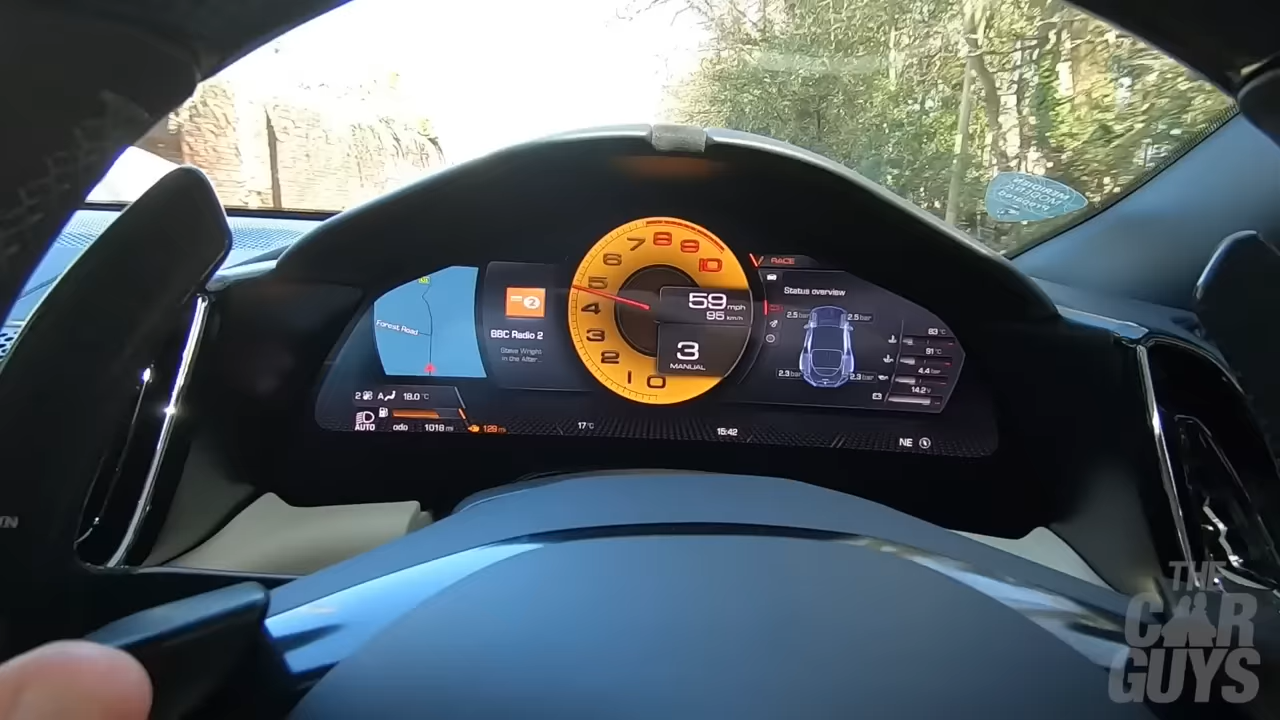 Forest Road
2
BBC Radio 2
Steve Wright
in the After...
7
8
9
10
6
5
4
3
2
1
0
59 mph
95 km/h
3
MANUAL
RACE
Status overview
2.5 bar
2.5 bar
2.3 bar
2.3 bar
83 °C
91 °C
4.4 bar
14.2 V
2
A
18.0 °C
AUTO
odo
1018 mi
129 mi
17°C
15:42
NE
THE
CAR
GUYS